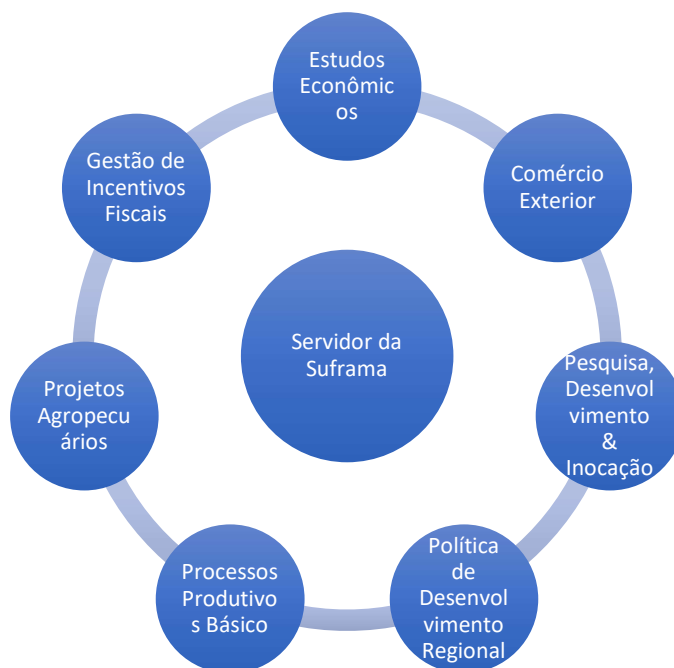 Estudos
Econômic
os
Comércio
Exterior
Pesquisa,
Desenvol
vimento
&
Inocação
Política
de
Desenvol
vimento
Regional
Processos
Produtivo
s Básico
Projetos
Agropecu
ários
Gestão de
Incentivos
Fiscais
Servidor da
Suframa